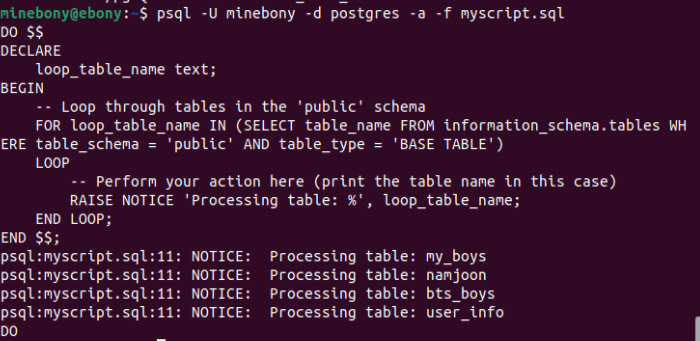 minebony@ebony:~$ psql -U minebony -d postgres -a -f myscript.sql
DO $$
DECLARE
    loop_table_name text;
BEGIN
    -- Loop through tables in the 'public' schema
    FOR loop_table_name IN (SELECT table_name FROM information_schema.tables WH
ERE table_schema = 'public' AND table_type = 'BASE TABLE')
    LOOP
        -- Perform your action here (print the table name in this case)
        RAISE NOTICE 'Processing table: %', loop_table_name;
    END LOOP;
END $$;
psql:myscript.sql:11: NOTICE:  Processing table: my_boys
psql:myscript.sql:11: NOTICE:  Processing table: namjoon
psql:myscript.sql:11: NOTICE:  Processing table: bts_boys
psql:myscript.sql:11: NOTICE:  Processing table: user_info
DO